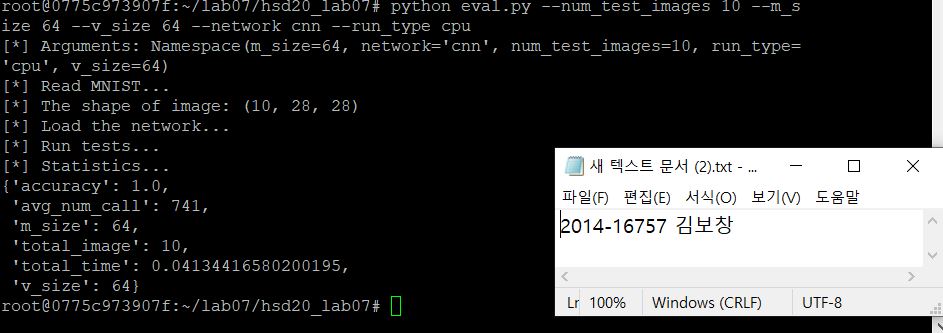 root@0775c973907f:~/lab07/hsd20_lab07# python eval.py --num_test_images 10 --m_s
ize 64 --v_size 64 --network cnn --run_type cpu
[*] Arguments: Namespace(m_size=64, network='cnn', num_test_images=10, run_type=
'cpu', v_size=64)
[*] Read MNIST...
[*] The shape of image: (10, 28, 28)
[*] Load the network...
[*] Run tests...
[*] Statistics...
{'accuracy': 1.0,
 'avg_num_call': 741,
 'm_size': 64,
 'total_image': 10,
 'total_time': 0.04134416580200195,
 'v_size': 64}
root@0775c973907f:~/lab07/hsd20_lab07#
새 텍스트 문서 (2).txt - ...
파일(F) 편집(E) 서식(O) 보기(V) 도움말
2014-16757 김보창
Lr 100% Windows (CRLF) UTF-8